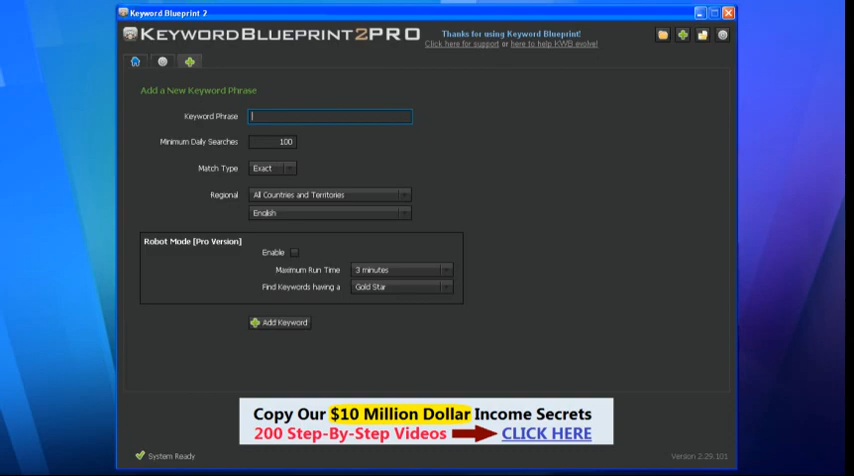 Keyword Blueprint 2
KEYWORDBLUEPRINT2PRO
Thanks for using Keyword Blueprint!
Click here for support or here to help KWB evolve!
Add a New Keyword Phrase
Keyword Phrase
Minimum Daily Searches 100
Match Type Exact
Regional All Countries and Territories
English
Robot Mode [Pro Version]
Enable
Maximum Run Time 3 minutes
Find Keywords having a Gold Star
Add Keyword
Copy Our $10 Million Dollar Income Secrets
200 Step-By-Step Videos CLICK HERE
System Ready
Version 2.29.101